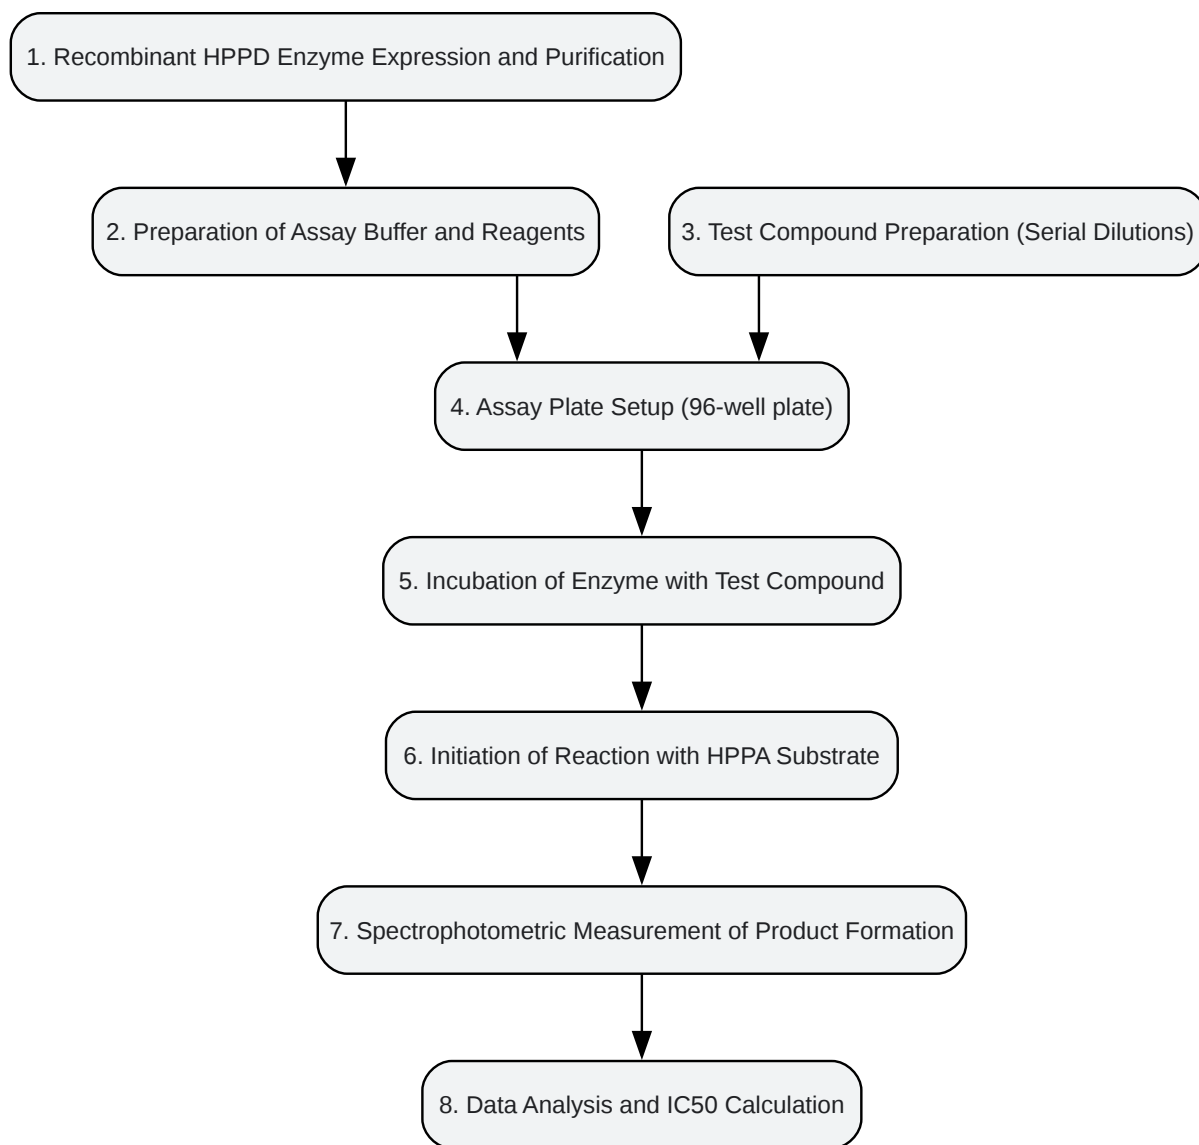 1. Recombinant HPPD Enzyme Expression and Purification
2. Preparation of Assay Buffer and Reagents
3. Test Compound Preparation (Serial Dilutions)
4. Assay Plate Setup (96-well plate)
5. Incubation of Enzyme with Test Compound
6. Initiation of Reaction with HPPA Substrate
7. Spectrophotometric Measurement of Product Formation
8. Data Analysis and IC50 Calculation